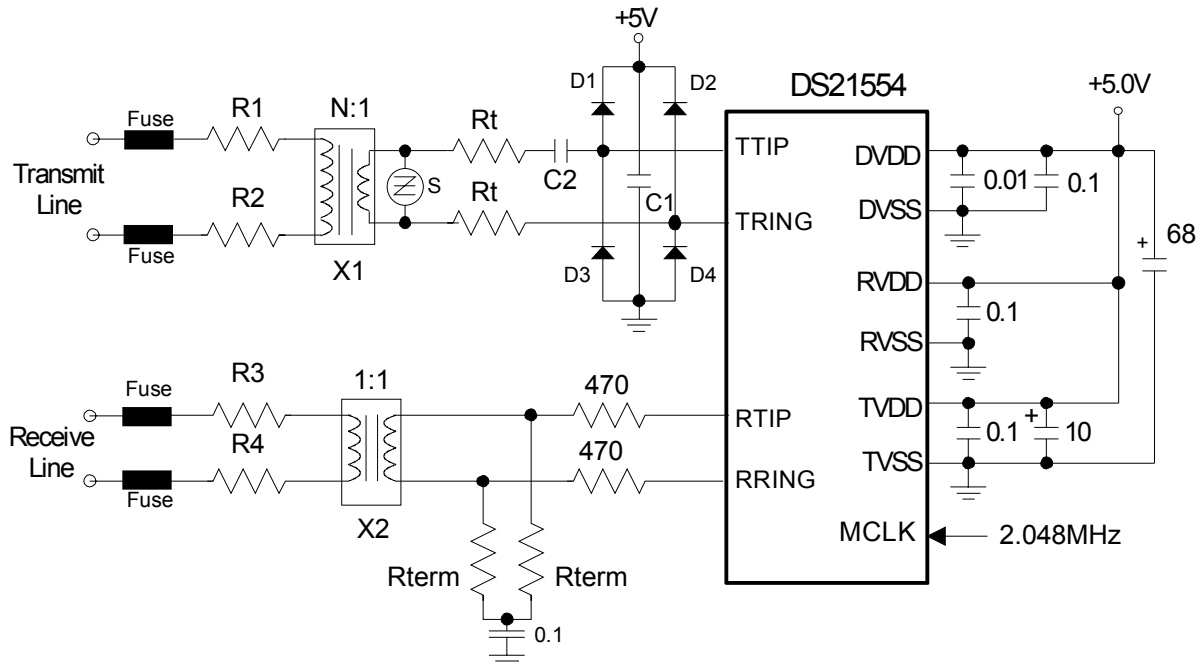 +5V
D1
D2
DS21554
+5.0V
Fuse
R1
N:1
Rt
TTIP
DVDD
0.01
0.1
Transmit
Line
S
C2
C1
DVSS
R2
Rt
TRING
68
+
Fuse
X1
D3
D4
RVDD
0.1
RVSS
Fuse
R3
1:1
470
RTIP
TVDD
Receive
Line
R4
470
0.1
+
10
Fuse
RRING
TVSS
X2
MCLK
2.048MHz
Rterm
Rterm
0.1